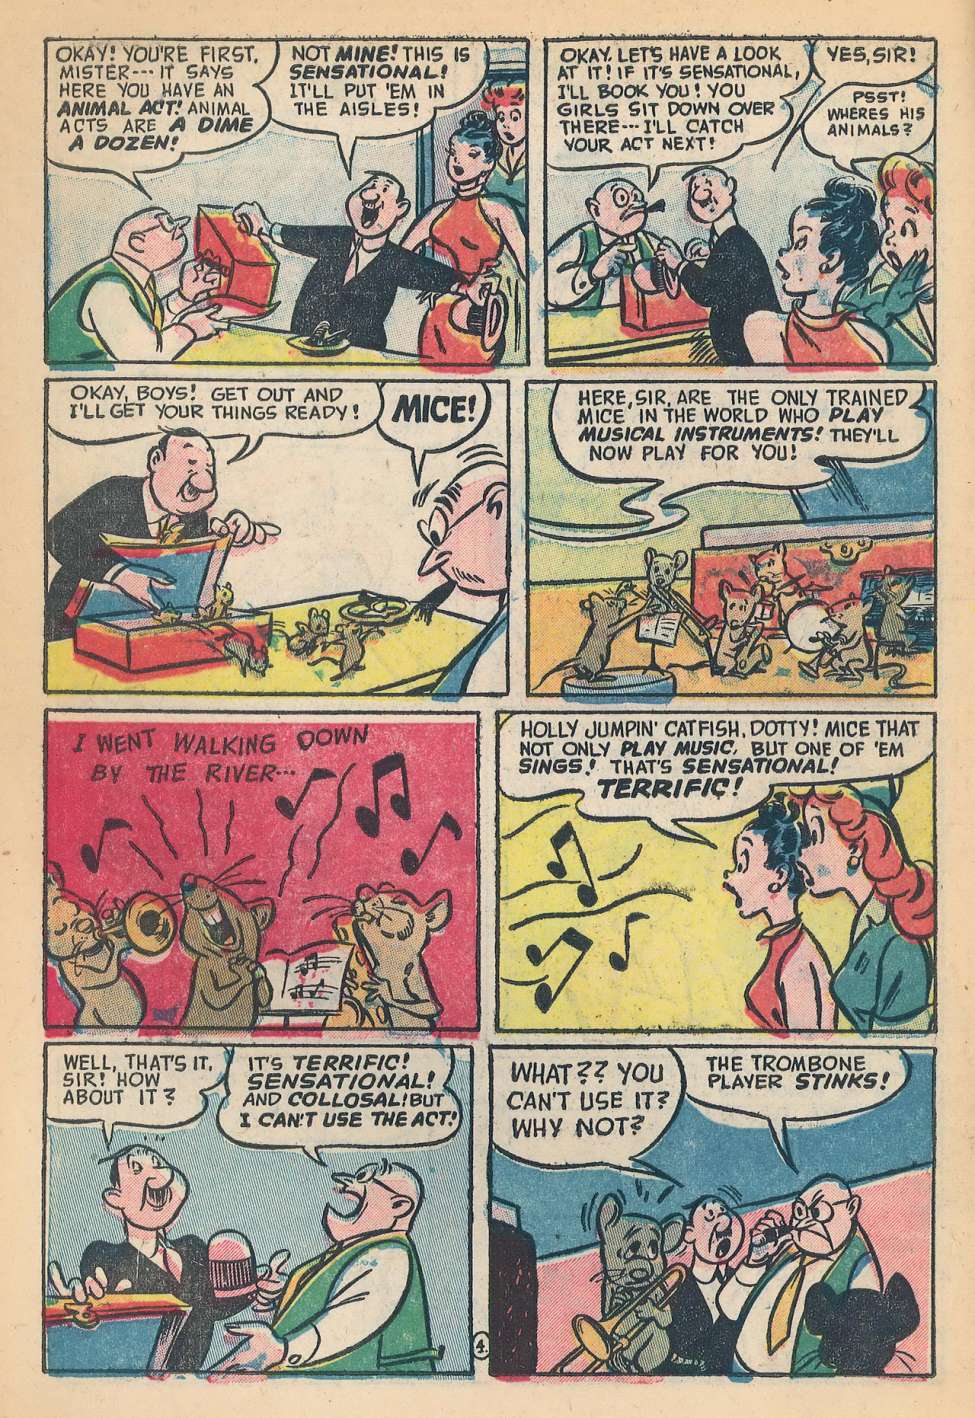 OKAY! YOU'RE FIRST,
MISTER--- IT SAYS
HERE YOU HAVE AN
ANIMAL ACT! ANIMAL
ACTS ARE A DIME
A DOZEN!
NOT MINE! THIS IS
SENSATIONAL!
IT'LL PUT 'EM IN
THE AISLES!
OKAY. LET'S HAVE A LOOK
AT IT! IF IT'S SENSATIONAL,
I'LL BOOK YOU! YOU
GIRLS SIT DOWN OVER
THERE--- I'LL CATCH
YOUR ACT NEXT!
YES, SIR!
PSST!
WHERES HIS
ANIMALS?
OKAY, BOYS! GET OUT AND
I'LL GET YOUR THINGS READY!
MICE!
HERE, SIR, ARE THE ONLY TRAINED
MICE, IN THE WORLD WHO PLAY
MUSICAL INSTRUMENTS! THEY'LL
NOW PLAY FOR YOU!
I WENT WALKING DOWN
BY THE RIVER---
HOLLY JUMPIN' CATFISH, DOTTY! MICE THAT
NOT ONLY PLAY MUSIC, BUT ONE OF 'EM
SINGS! THAT'S SENSATIONAL!
TERRIFIC!
WELL, THAT'S IT,
SIR! HOW
ABOUT IT?
IT'S TERRIFIC!
SENSATIONAL!
AND COLLOSAL! BUT
I CAN'T USE THE ACT!
4
WHAT?? YOU
CAN'T USE IT?
WHY NOT?
THE TROMBONE
PLAYER STINKS!